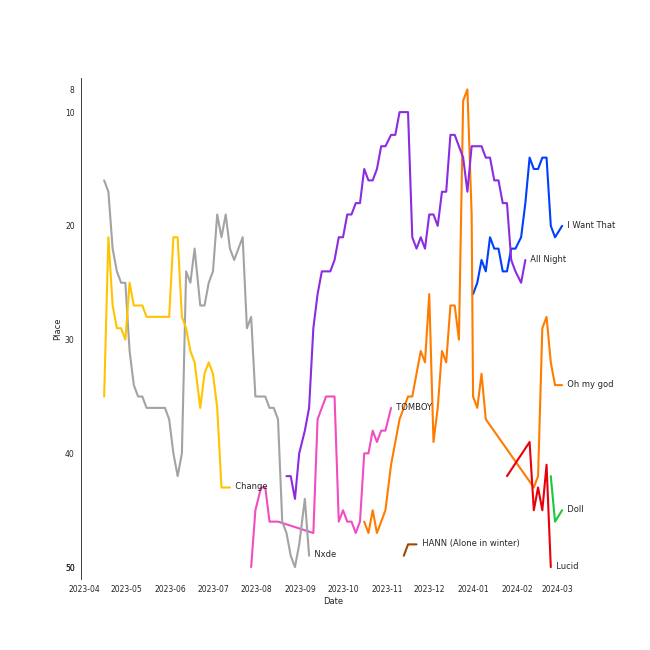 8
10
20
30
40
50
Place
I Want That
All Night
Oh my god
TOMBOY
Change
Doll
HANN (Alone in winter)
Nxde
Lucid
2023-04 2023-05 2023-06 2023-07 2023-08 2023-09 2023-10 2023-11 2023-12 2024-01 2024-02 2024-03
Date